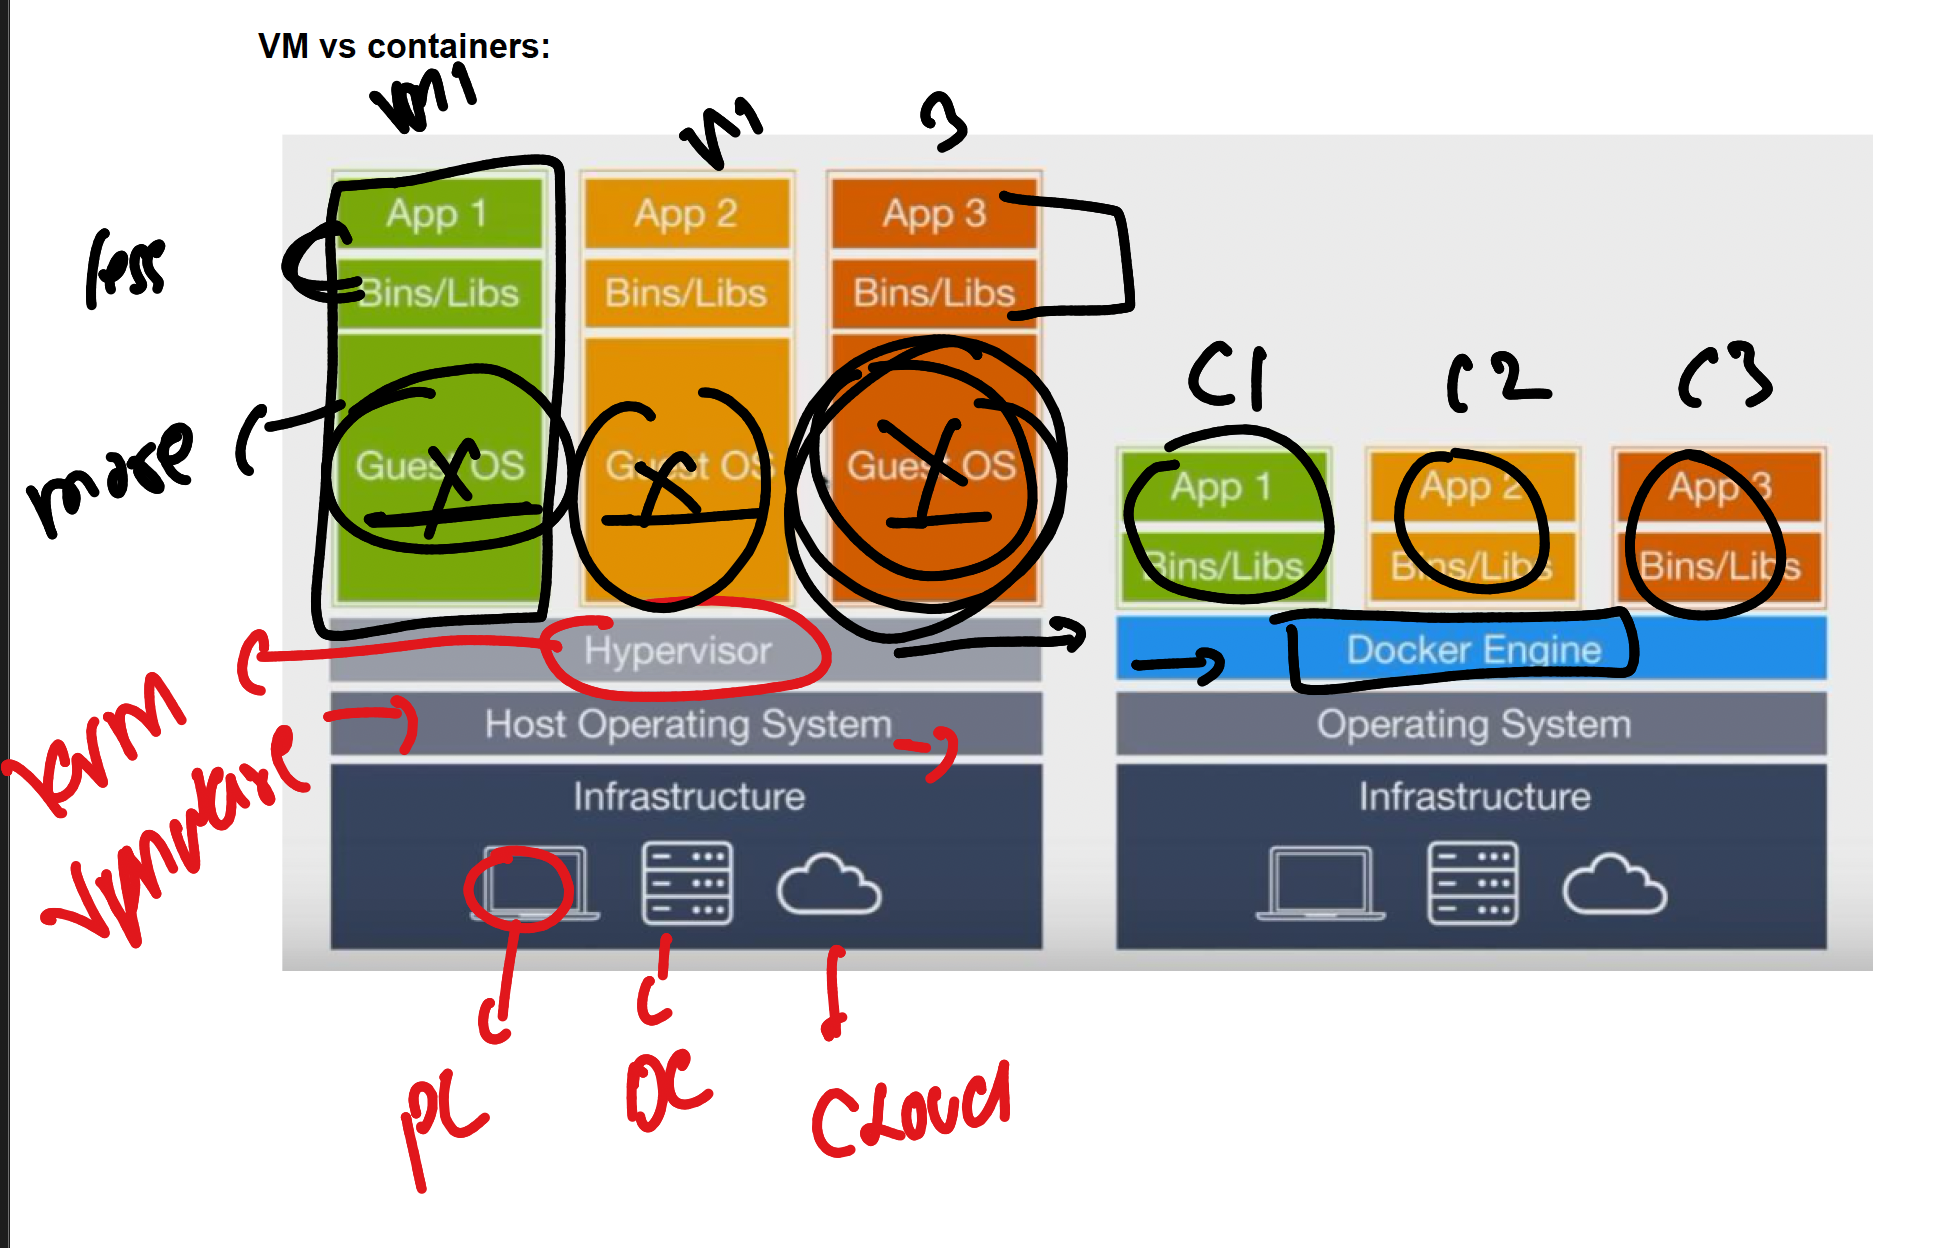 VM vs containers:
VM1
3
App 1
App 2
App 3
less
Bins/Libs
Bins/Libs
Bins/Libs
C1
C2
C3
more
Guest OS
Guest OS
Guest OS
App 1
App 2
App 3
Bins/Libs
Bins/Libs
Bins/Libs
Hypervisor
Docker Engine
Host Operating System
Operating System
vmware
Infrastructure
Infrastructure
PC
DC
CLoud